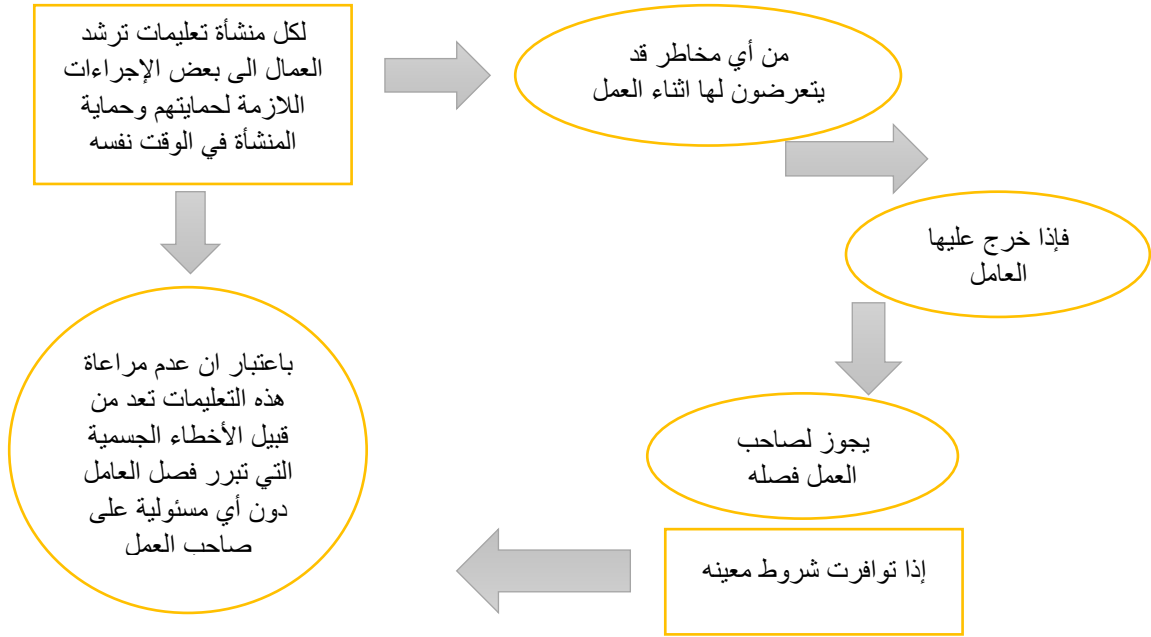 لكل منشأة تعليمات ترشد
العمال الى بعض الإجراءات
اللازمة لحمايتهم وحماية
المنشأة في الوقت نفسه
من أي مخاطر قد
يتعرضون لها اثناء العمل
فإذا خرج عليها
العامل
يجوز لصاحب
العمل فصله
إذا توافرت شروط معينه
باعتبار ان عدم مراعاة
هذه التعليمات تعد من
قبيل الأخطاء الجسمية
التي تبرر فصل العامل
دون أي مسئولية على
صاحب العمل